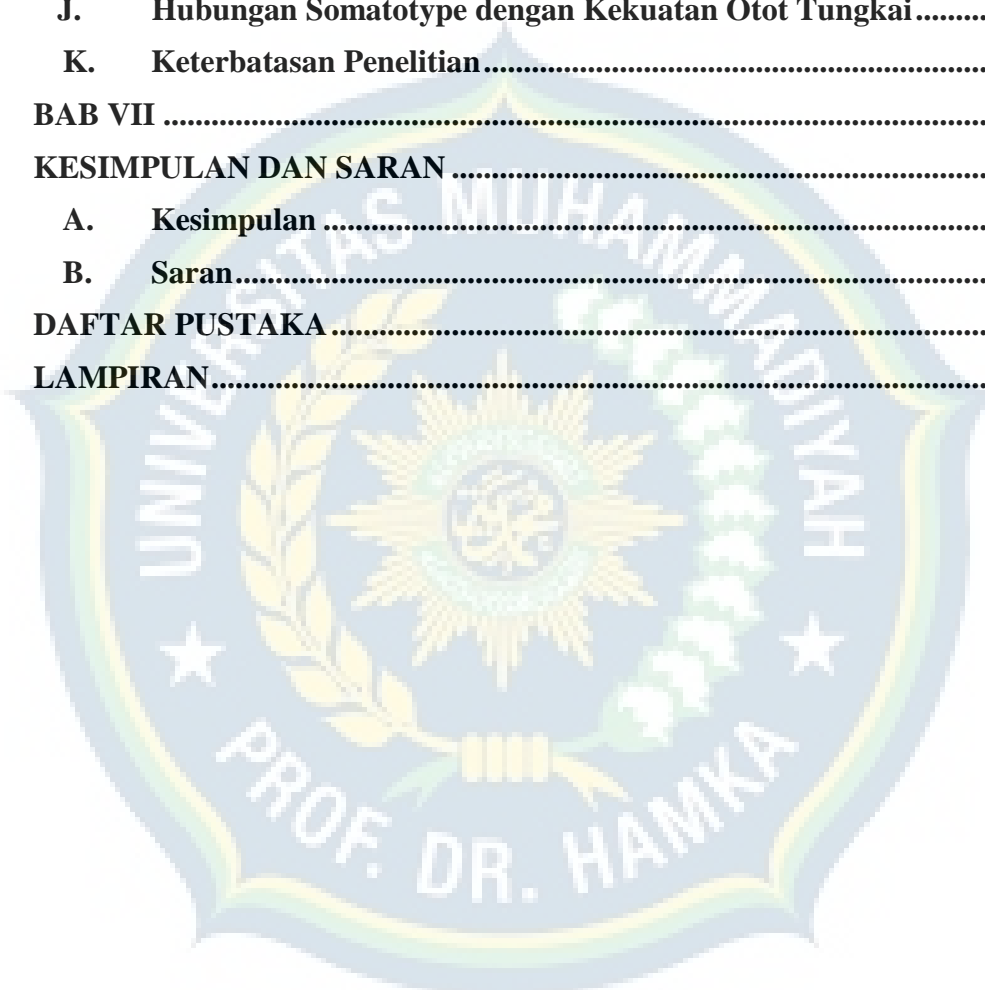 J. Hubungan Somatotype dengan Kekuatan Otot Tungkai.........
K. Keterbatasan Penelitian................................................................
BAB VII ........................................................................................................
KESIMPULAN DAN SARAN ....................................................................
A. Kesimpulan ....................................................................................
B. Saran...............................................................................................
DAFTAR PUSTAKA ...................................................................................
LAMPIRAN..................................................................................................
UNIVERSITAS MUHAMMADIYAH
PROF. DR. HAMKA